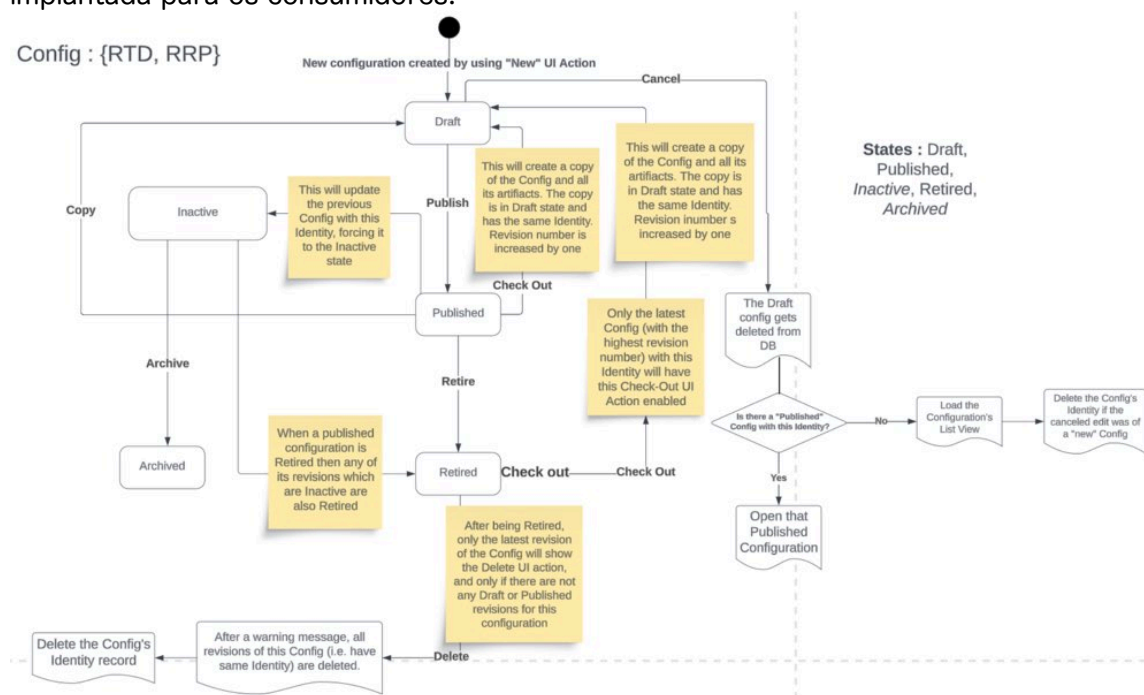 implantada para os consumidores.
Config : {RTD, RRP}
New configuration created by using "New" UI Action
Cancel
Draft
This will create a copy
of the Config and all
its artifiacts. The copy
is in Draft state and
has the same Identity.
Revision inumber s
increased by one
This will create a copy
of the Config and all
its artifiacts. The copy
is in Draft state and
has the same Identity.
Revision number is
increased by one
States : Draft,
Published,
Inactive, Retired,
Archived
This will update
the previous
Config with this
Identity, forcing it
to the Inactive
state
Copy
Inactive
Publish
Check Out
Published
Only the latest
Config (with the
highest revision
number) with this
Identity will have
this Check-Out UI
Action enabled
The Draft
config gets
deleted from
DB
Archive
Retire
Is there a "Published"
Config with this Identity?
No
Load the
Configuration's
List View
Delete the Config's
Identity if the
canceled edit was of
a "new" Config
When a published
configuration is
Retired then any of
its revisions which
are Inactive are
also Retired
Archived
Retired
Check out
Check Out
Yes
Open that
Published
Configuration
After being Retired,
only the latest revision
of the Config will show
the Delete UI action,
and only if there are not
any Draft or Published
revisions for this
configuration
Delete the Config's
Identity record
After a warning message, all
revisions of this Config (i.e. have
same Identity) are deleted.
Delete